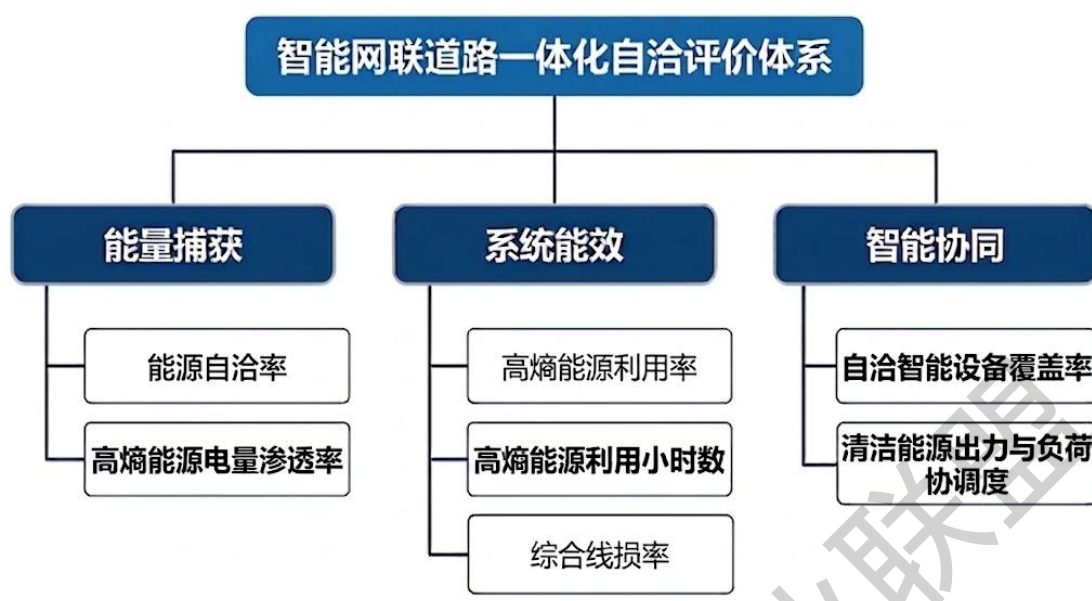 智能网联道路一体化自洽评价体系
能量捕获
系统能效
智能协同
能源自洽率
高熵能源利用率
自洽智能设备覆盖率
高熵能源电量渗透率
高熵能源利用小时数
清洁能源出力与负荷
协调度
综合线损率
联盟